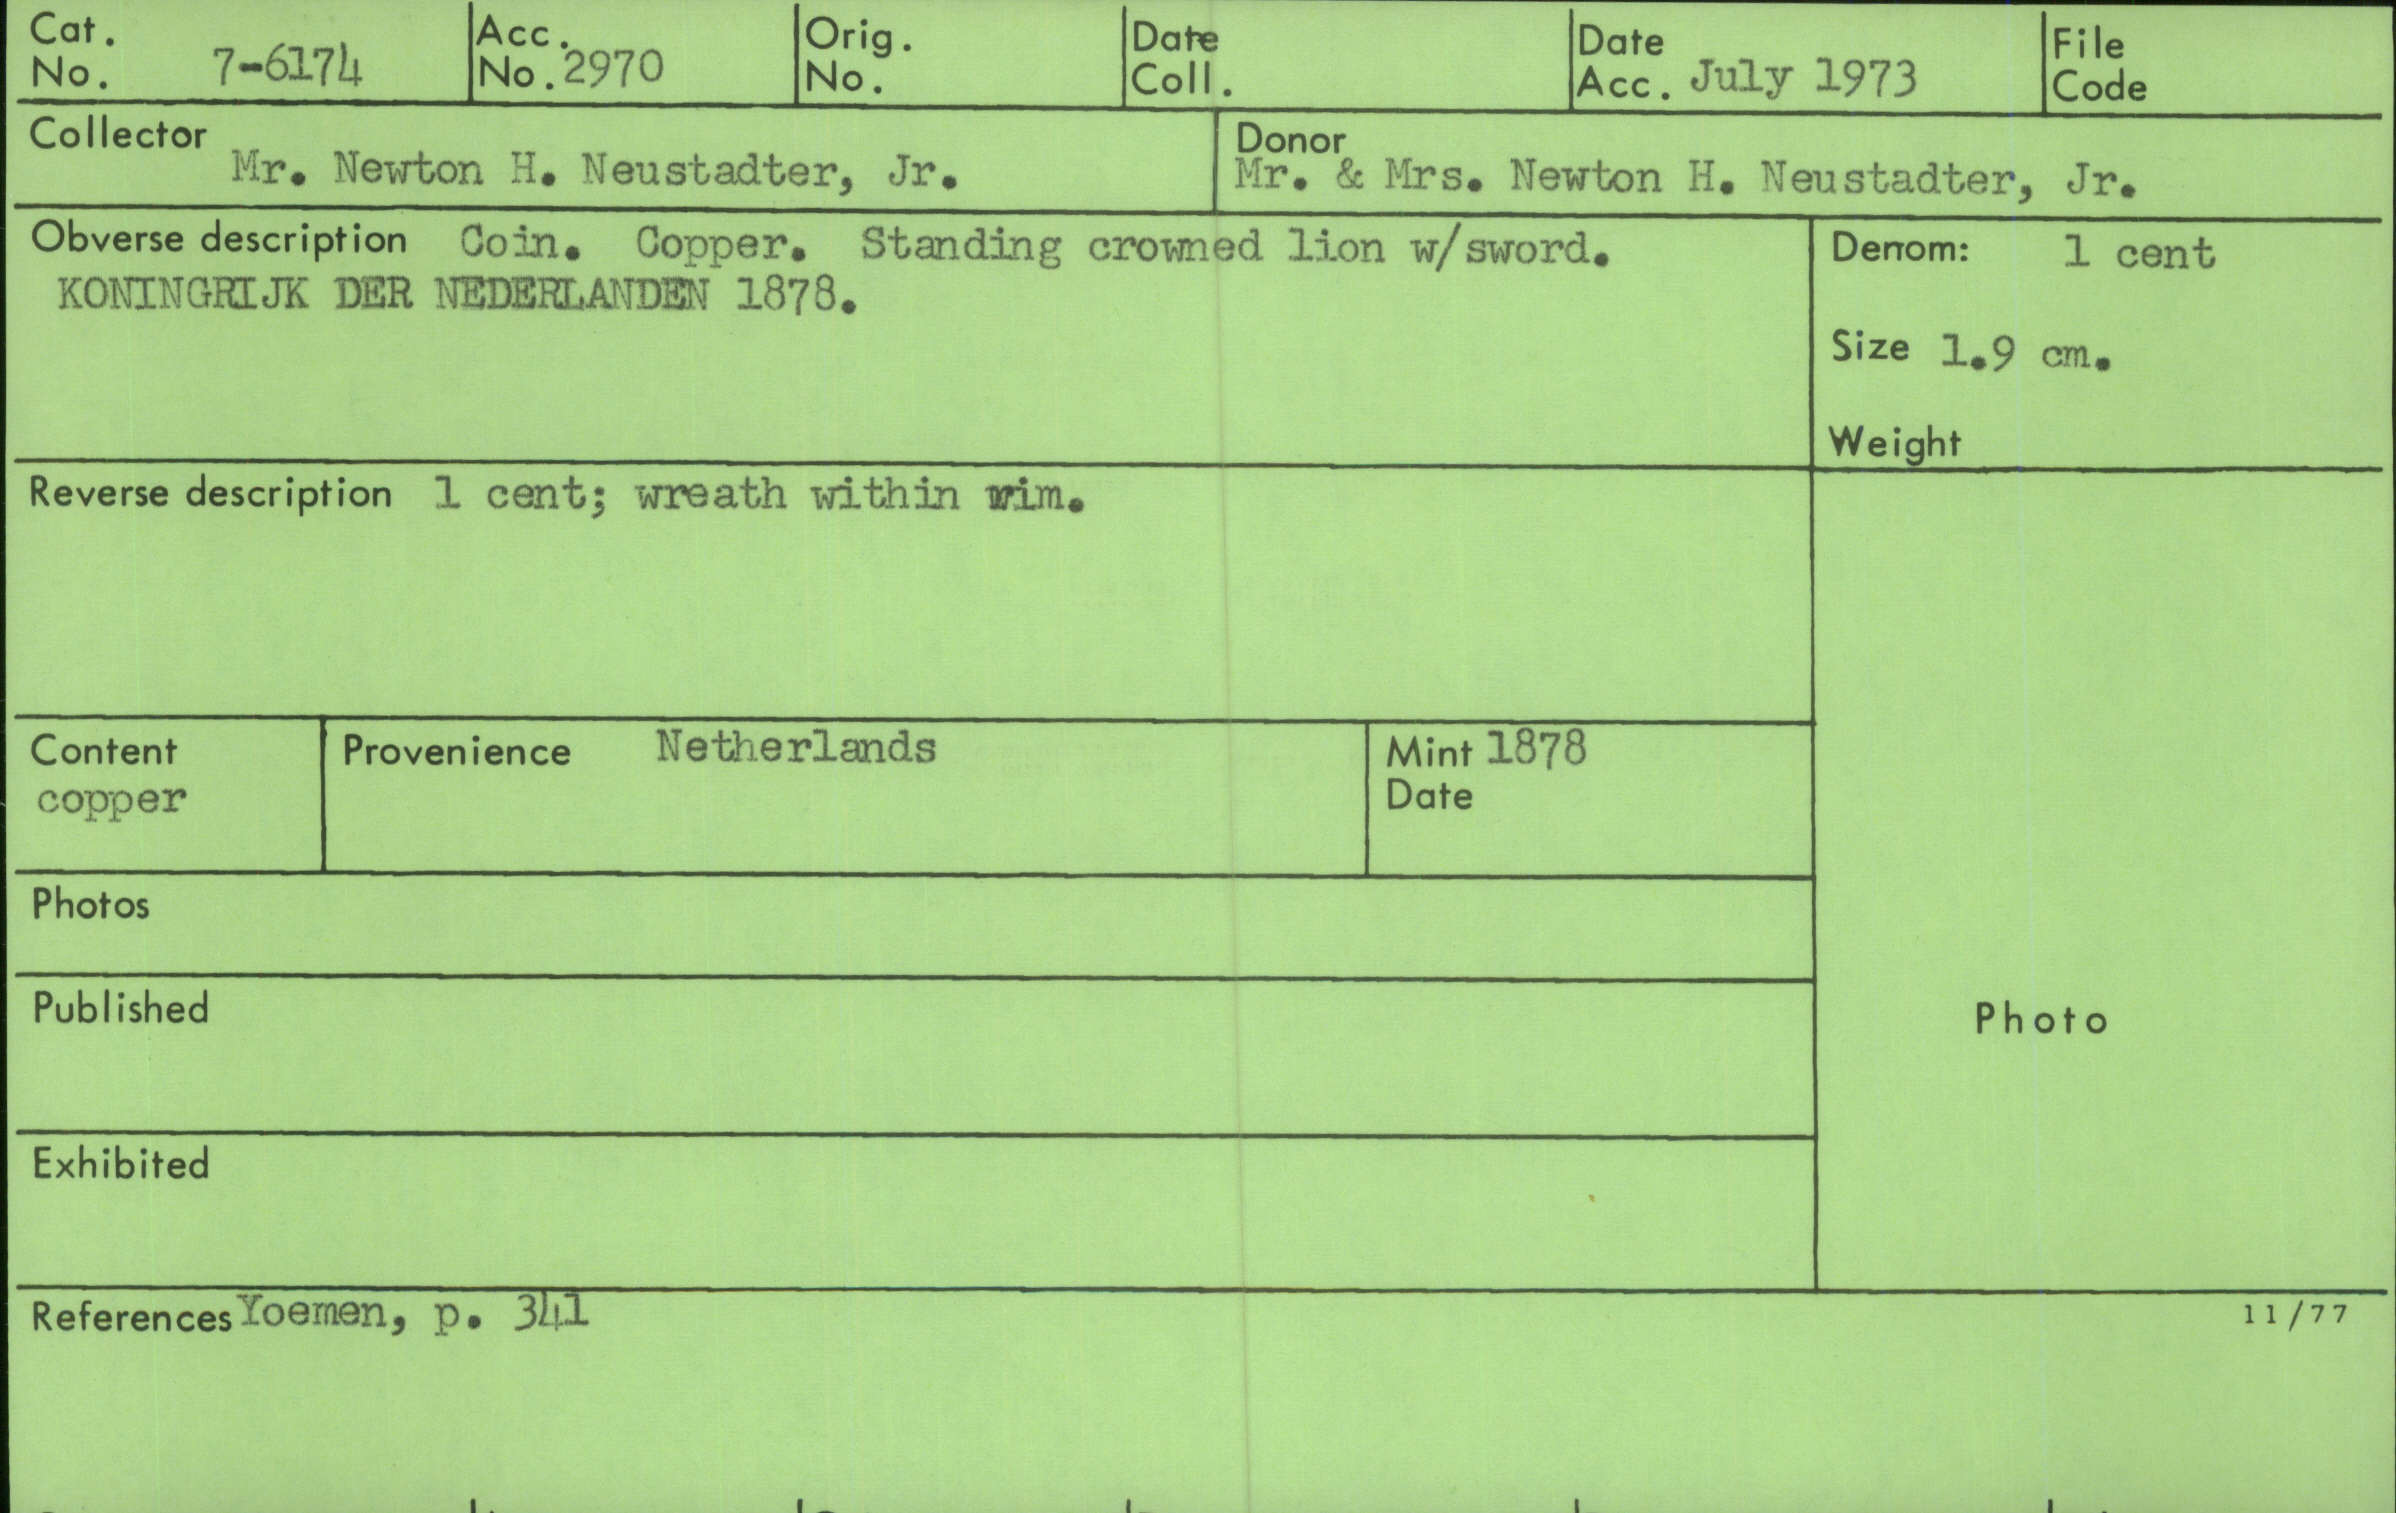 Cat. No. 7-6174
Acc. No. 2970
Orig. No.
Date Coll.
Date Acc. July 1973
File Code
Collector Mr. Newton H. Neustadter, Jr.
Donor Mr. & Mrs. Newton H. Neustadter, Jr.
Obverse description Coin. Copper. Standing crowned lion w/sword.
KONINGRIJK DER NEDERLANDEN 1878.
Denom: 1 cent
Size 1.9 cm.
Weight
Reverse description 1 cent; wreath within rim.
Content copper
Provenience Netherlands
Mint Date 1878
Photos
Published
Photo
Exhibited
References Yoemen, p. 341
11/77